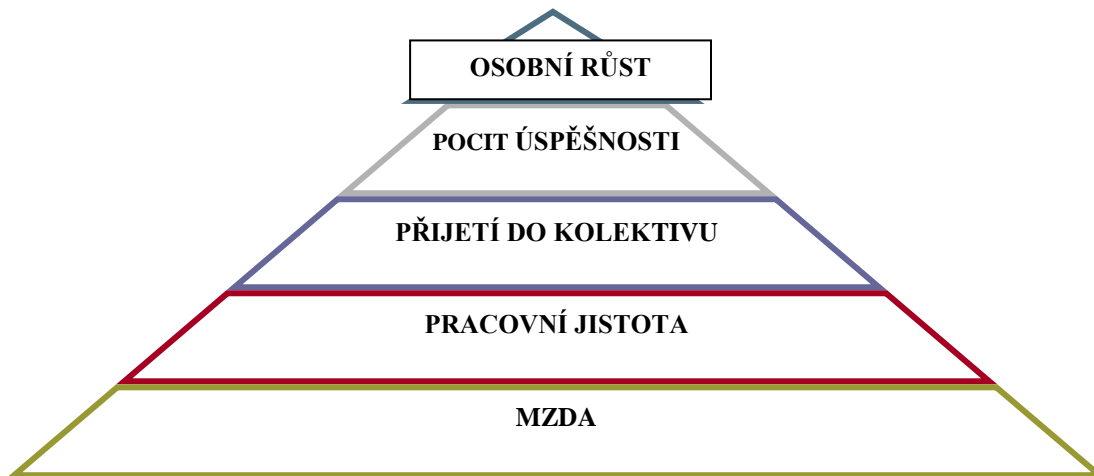 OSOBNÍ RŮST
POCIT ÚSPĚŠNOSTI
PŘIJETÍ DO KOLEKTIVU
PRACOVNÍ JISTOTA
MZDA